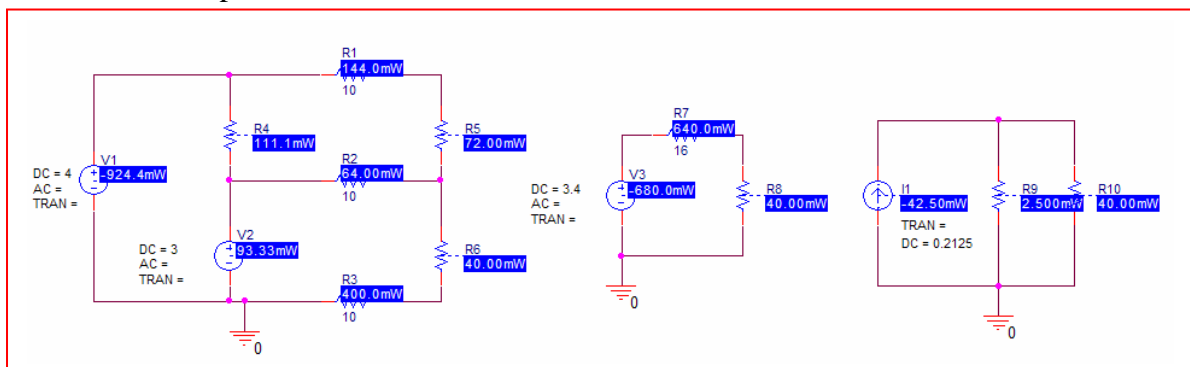 R1
144.0mW
10
R4
111.1mW
R5
72.00mW
V1
DC = 4
-924.4mW
AC =
TRAN =
R2
64.00mW
10
V2
DC = 3
93.33mW
AC =
TRAN =
R6
40.00mW
R3
400.0mW
10
0
R7
640.0mW
16
V3
DC = 3.4
-680.0mW
AC =
TRAN =
R8
40.00mW
0
I1
-42.50mW
TRAN =
DC = 0.2125
R9
2.500mW
R10
40.00mW
0